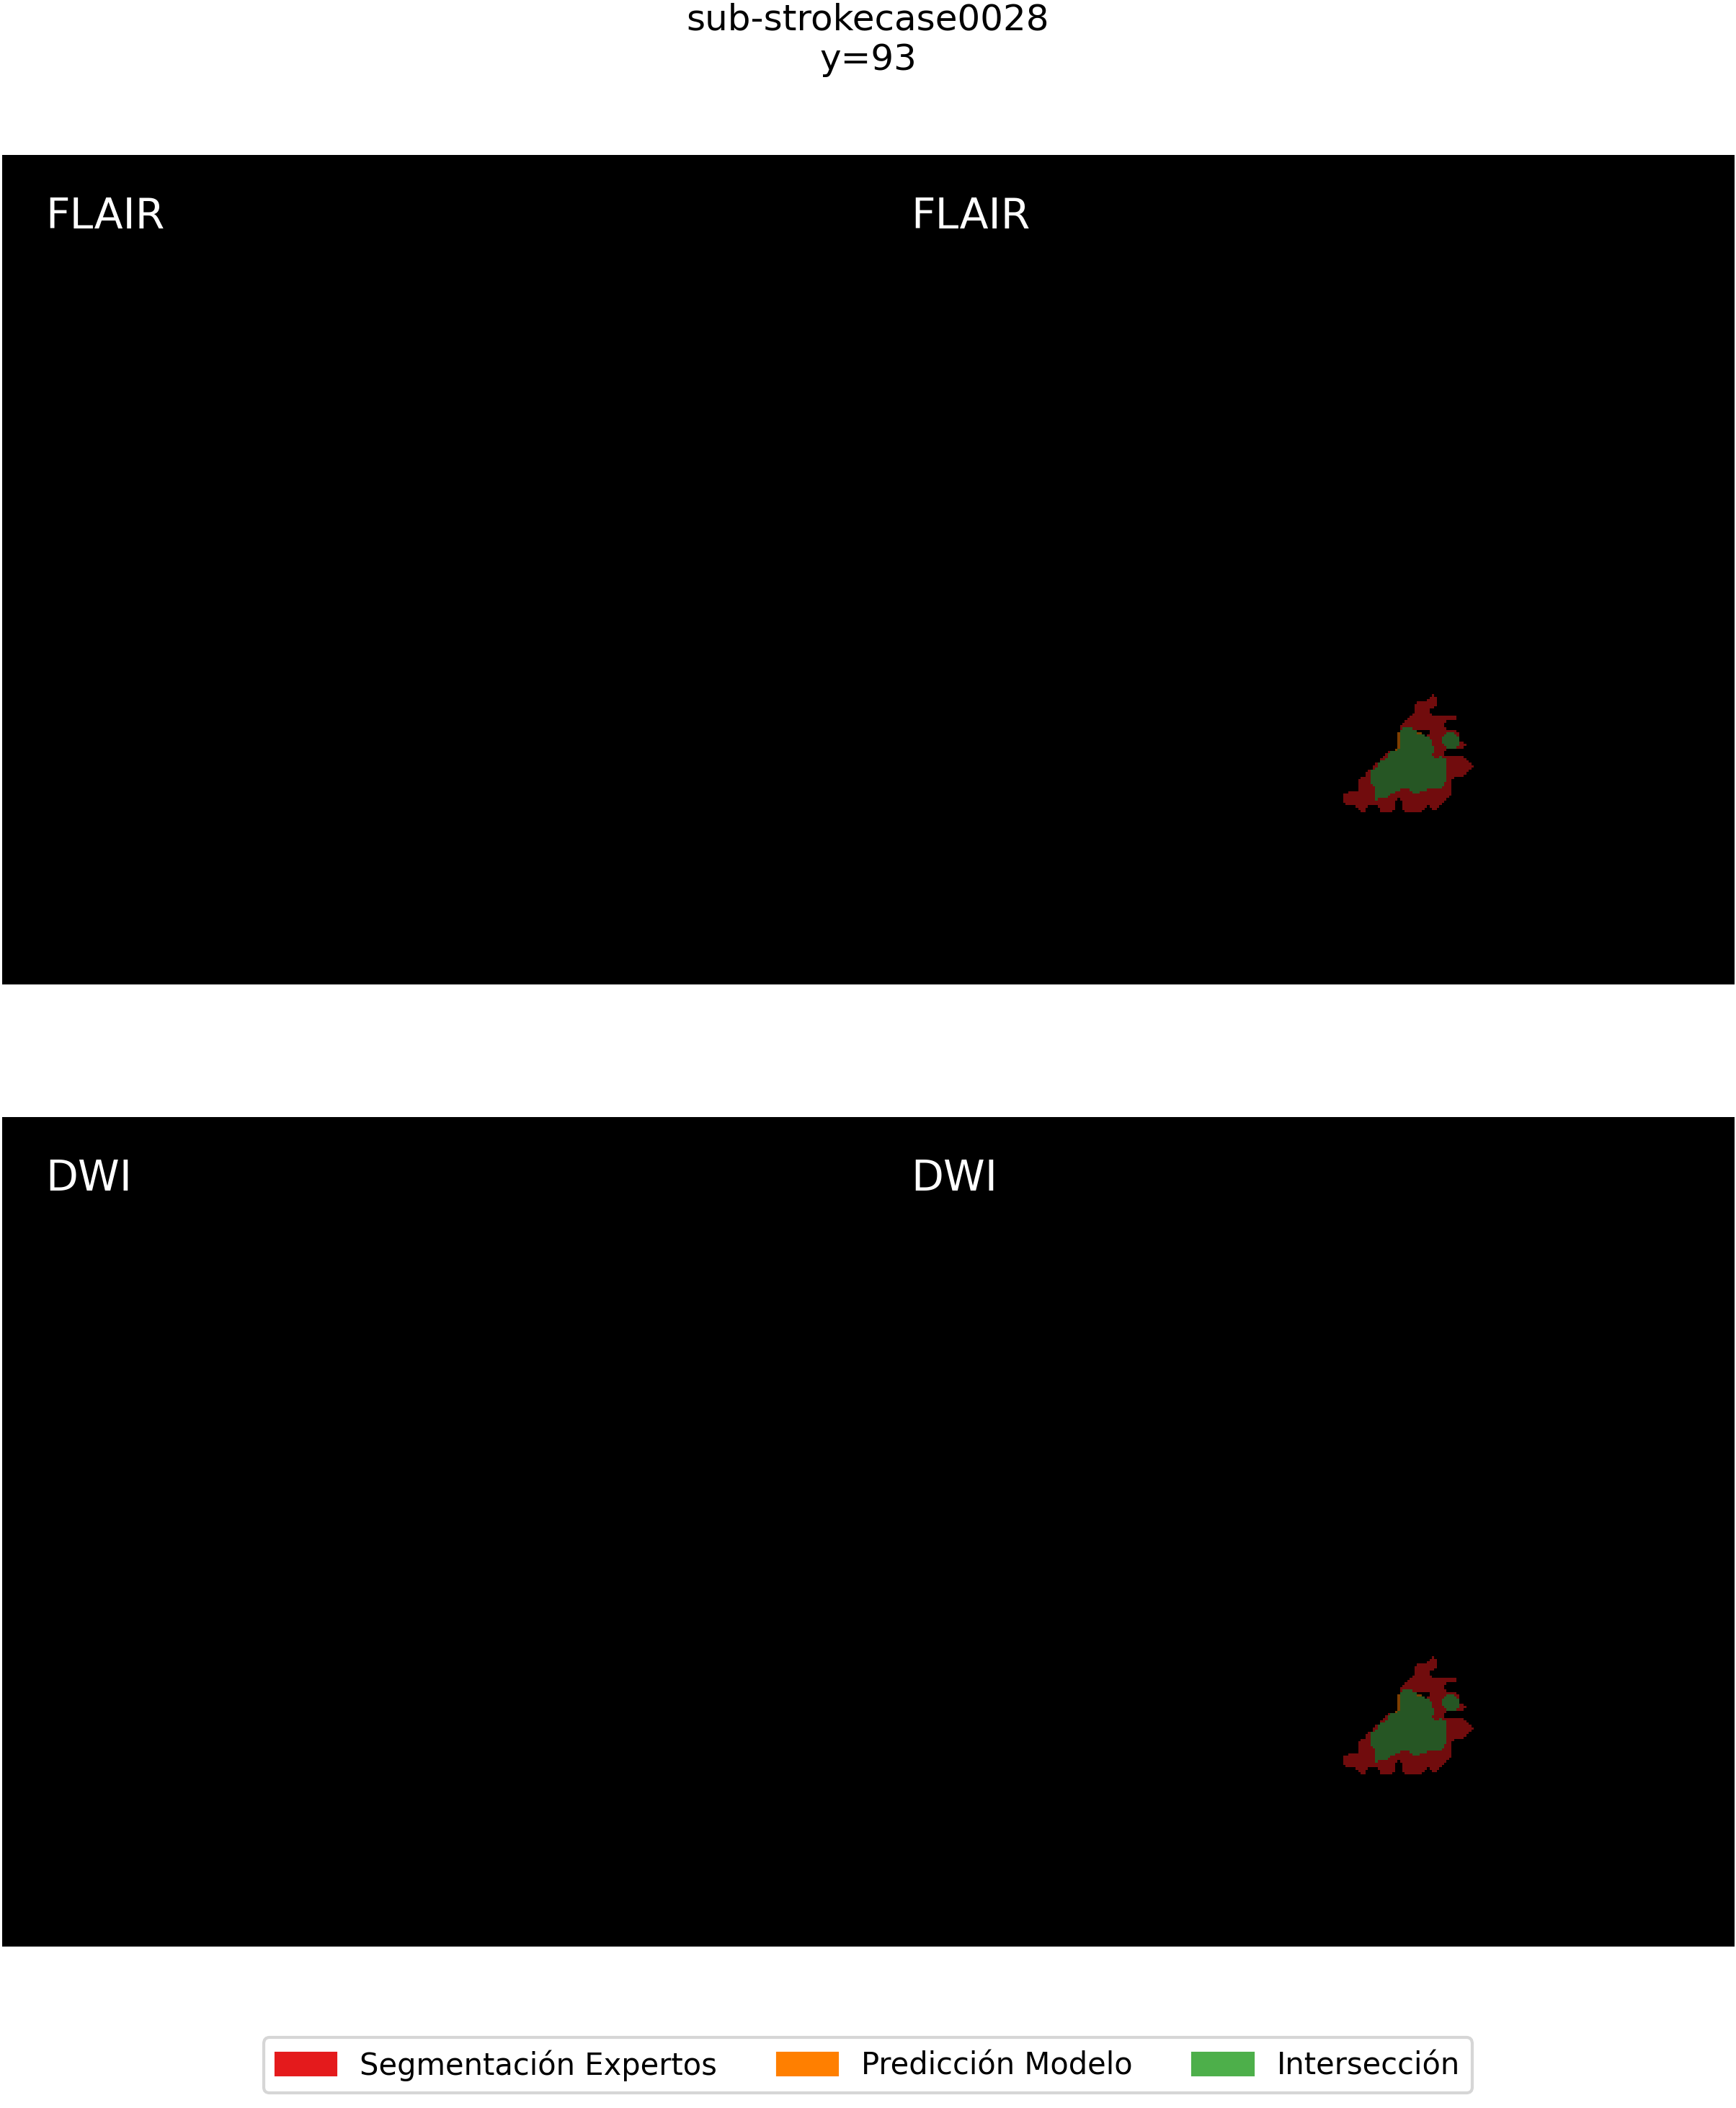 sub-strokecase0028
y=93
FLAIR
FLAIR
DWI
DWI
Segmentación Expertos
Predicción Modelo
Intersección